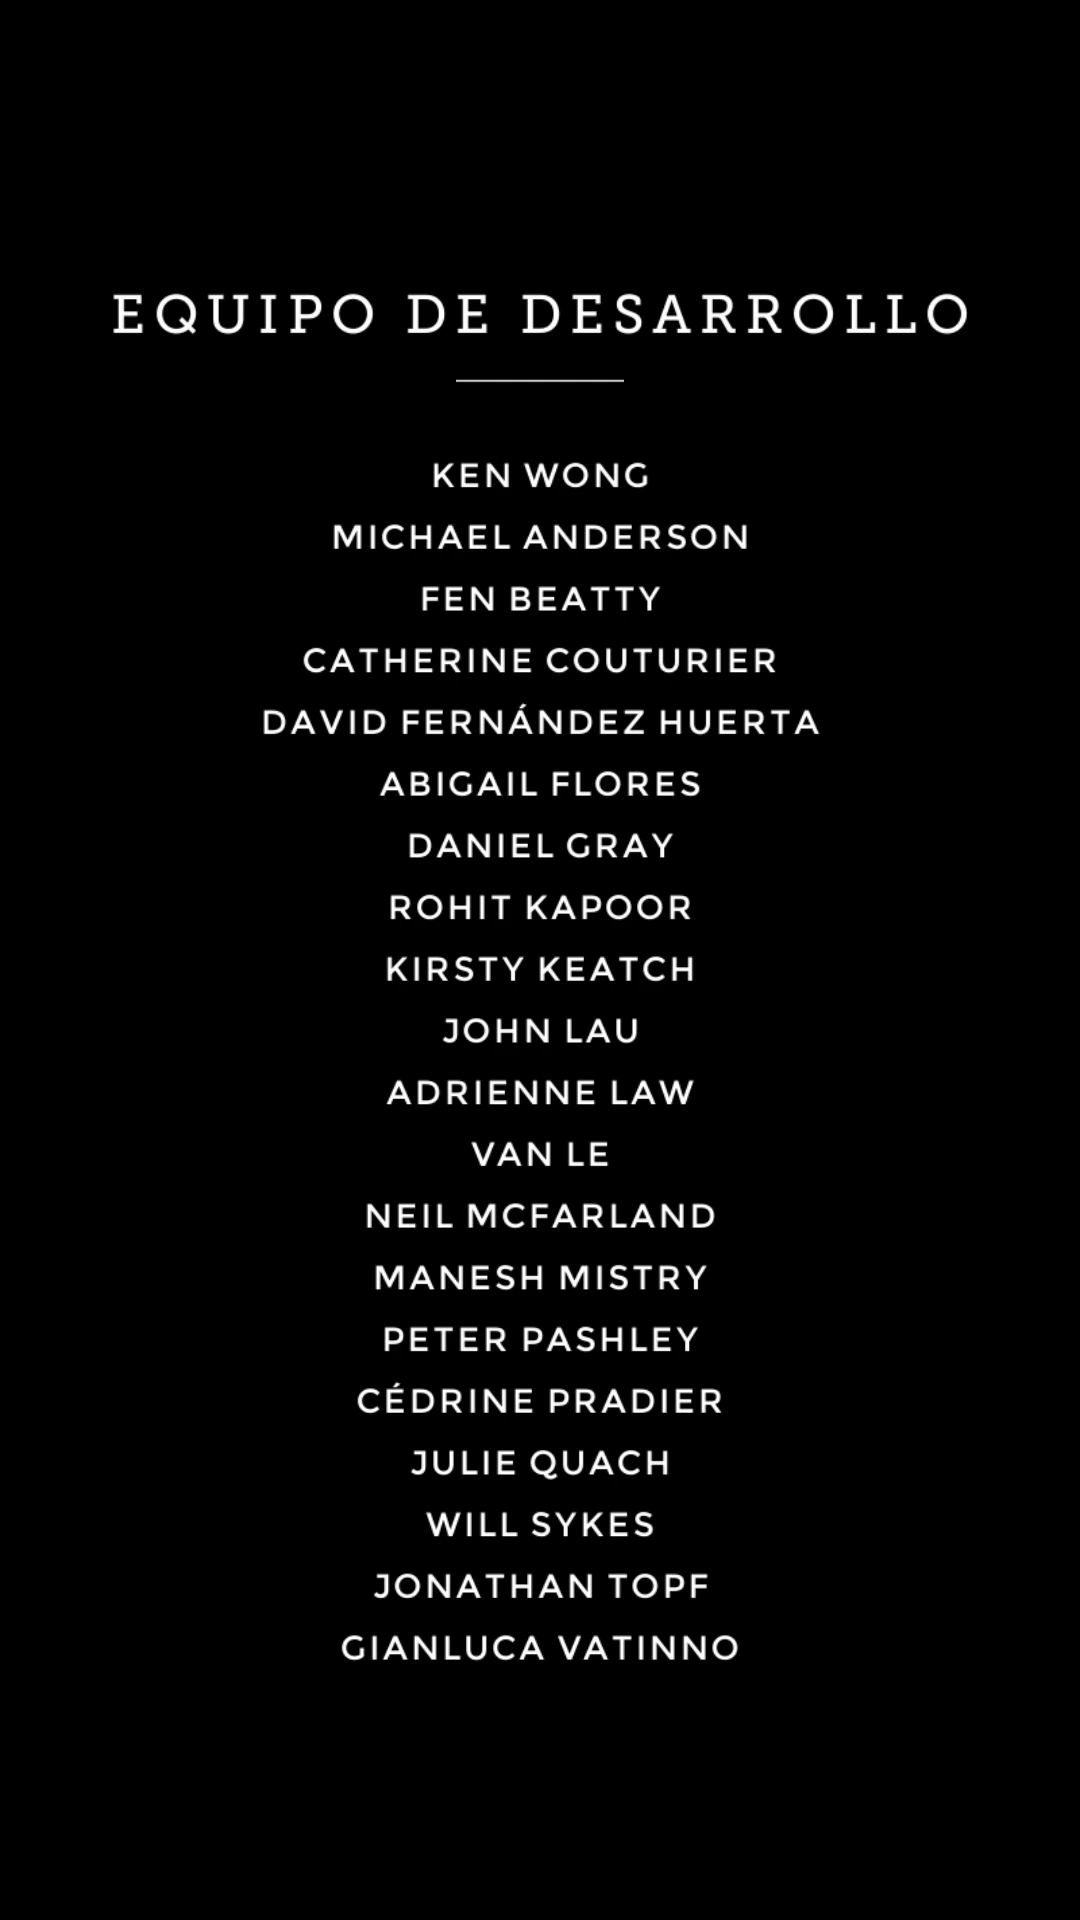 EQUIPO DE DESARROLLO
KEN WONG
MICHAEL ANDERSON
FEN BEATTY
CATHERINE COUTURIER
DAVID FERNÁNDEZ HUERTA
ABIGAIL FLORES
DANIEL GRAY
ROHIT KAPOOR
KIRSTY KEATCH
JOHN LAU
ADRIENNE LAW
VAN LE
NEIL MCFARLAND
MANESH MISTRY
PETER PASHLEY
CÉDRINE PRADIER
JULIE QUACH
WILL SYKES
JONATHAN TOPF
GIANLUCA VATINNO